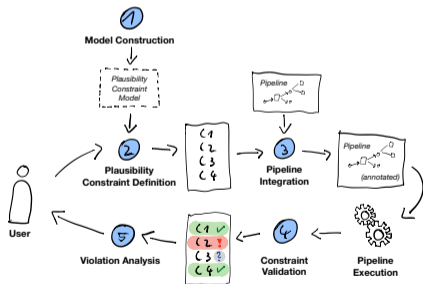 1
Model Construction
Plausibility
Constraint
Model
2
Plausibility
Constraint Definition
C1
C2
C3
C4
Pipeline
3
Pipeline
Integration
Pipeline
(annotated)
User
5
Violation Analysis
C1 ✓
C2 !
C3 ?
C4 ✓
4
Constraint
Validation
Pipeline
Execution